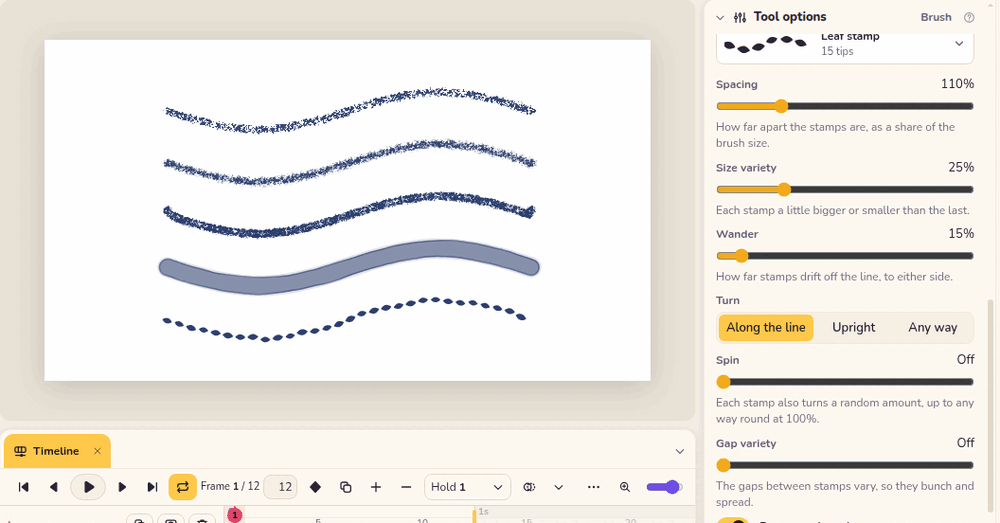 Tool options
Brush
Leaf stamp
15 tips
Spacing
110%
How far apart the stamps are, as a share of the
brush size.
Size variety
25%
Each stamp a little bigger or smaller than the last.
Wander
15%
How far stamps drift off the line, to either side.
Turn
Along the line
Upright
Any way
Spin
Off
Each stamp also turns a random amount, up to any
way round at 100%.
Gap variety
Off
The gaps between stamps vary, so they bunch and
spread.
Timeline
Frame 1 / 12
12
Hold 1
1
5
10
1s
15
20